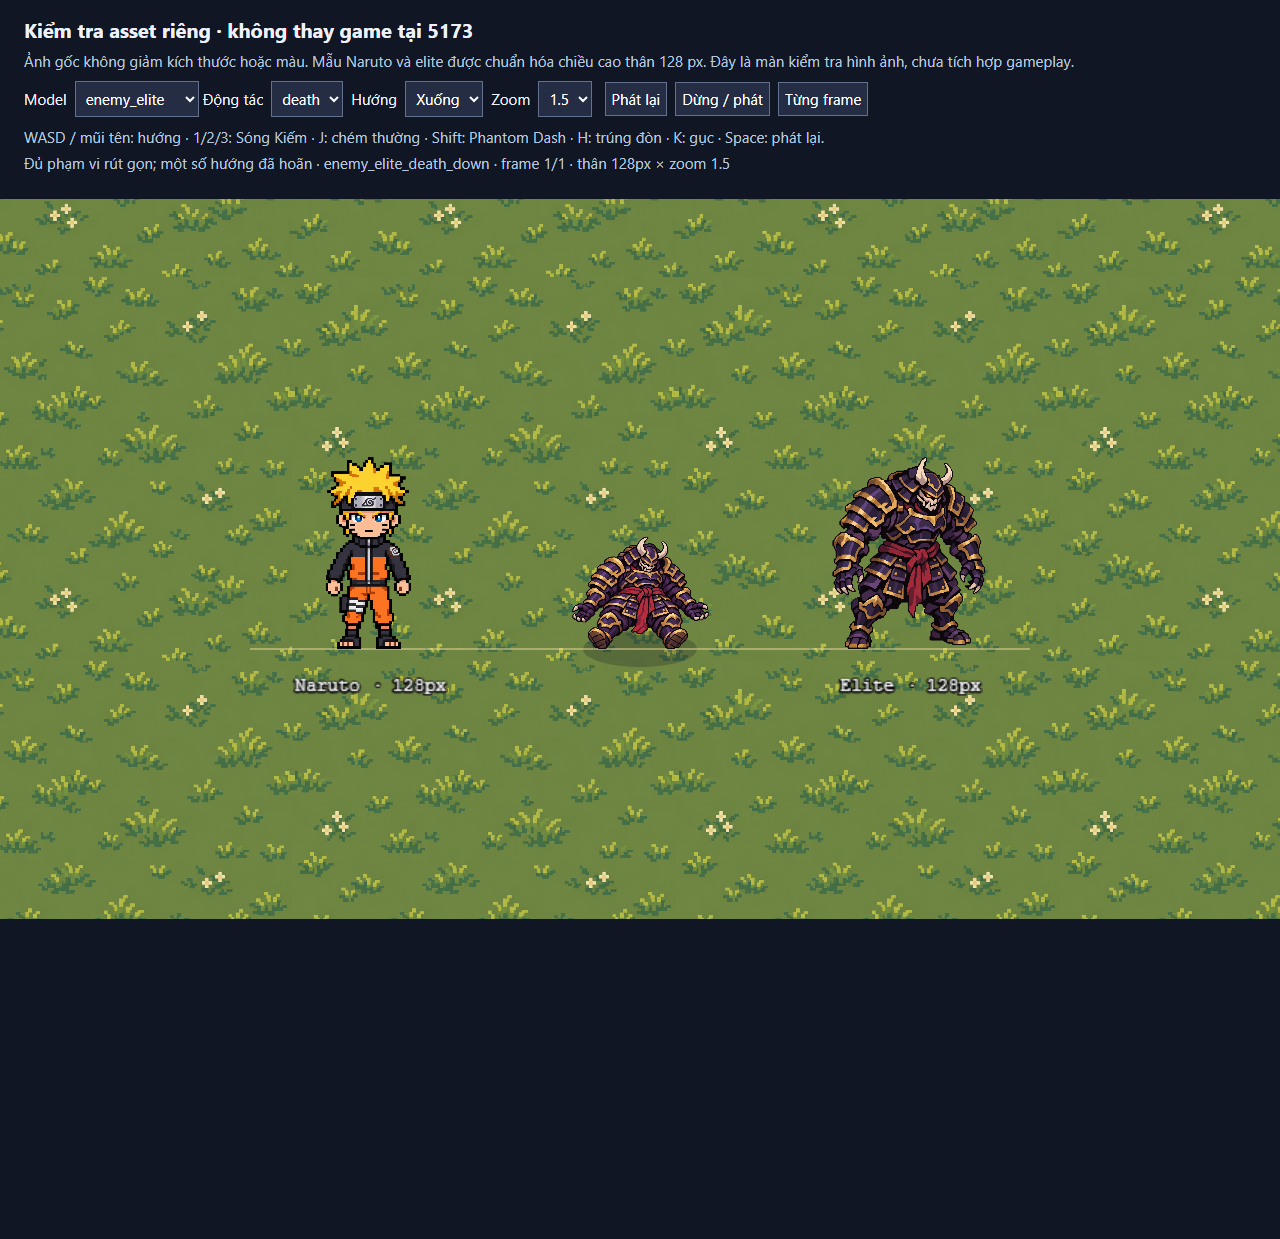 Kiểm tra asset riêng · không thay game tại 5173
Ảnh gốc không giảm kích thước hoặc màu. Mẫu Naruto và elite được chuẩn hóa chiều cao thân 128 px. Đây là màn kiểm tra hình ảnh, chưa tích hợp gameplay.
Model enemy_elite Động tác death Hướng Xuống Zoom 1.5 Phát lại Dừng / phát Từng frame
WASD / mũi tên: hướng · 1/2/3: Sóng Kiếm · J: chém thường · Shift: Phantom Dash · H: trúng đòn · K: gục · Space: phát lại.
Đủ phạm vi rút gọn; một số hướng đã hoãn · enemy_elite_death_down · frame 1/1 · thân 128px × zoom 1.5
Naruto · 128px
Elite · 128px